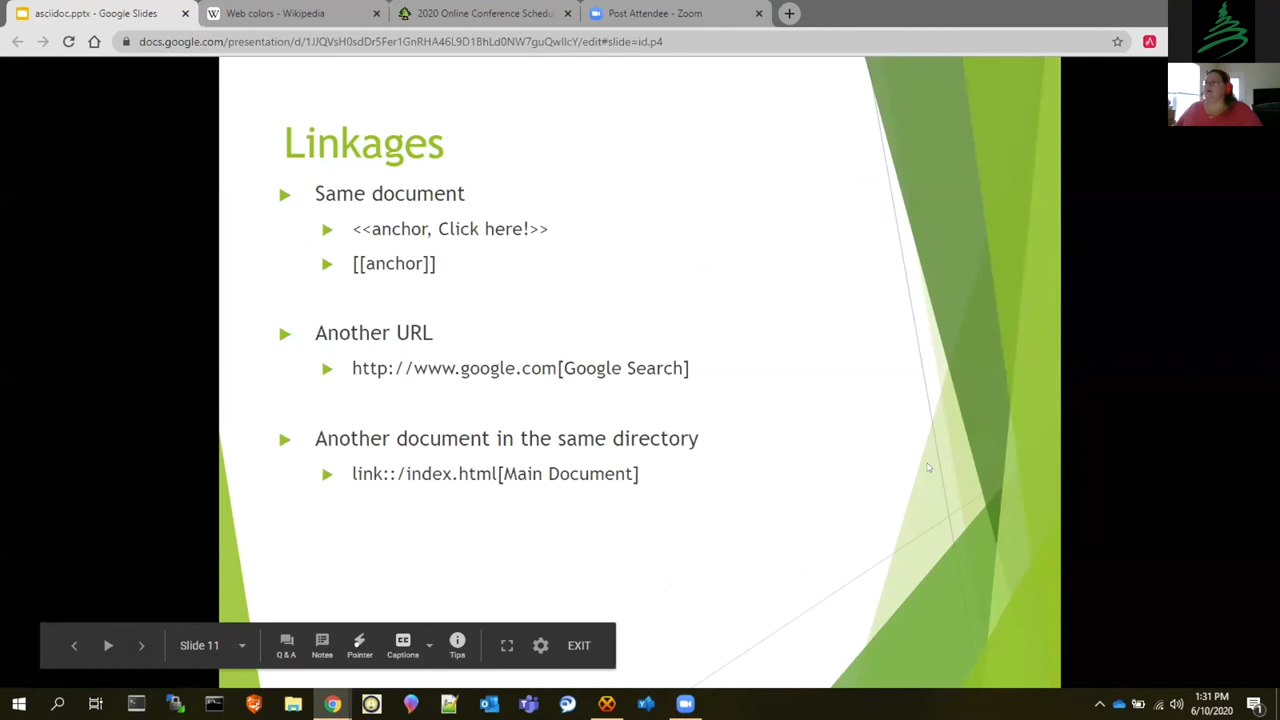 asciidoc.pptx - Google Slides
Web colors - Wikipedia
2020 Online Conference Schedu
Post Attendee - Zoom
docs.google.com/presentation/d/1JJQVsH0sdDr5Fer1GnRHA46L9D1BhLd0NW7guQwIlcY/edit#slide=id.p4
Linkages
Same document
<<anchor, Click here!>>
[[anchor]]
Another URL
http://www.google.com[Google Search]
Another document in the same directory
link::/index.html[Main Document]
Slide 11
Q & A
Notes
Pointer
Captions
Tips
EXIT
1:31 PM
6/10/2020